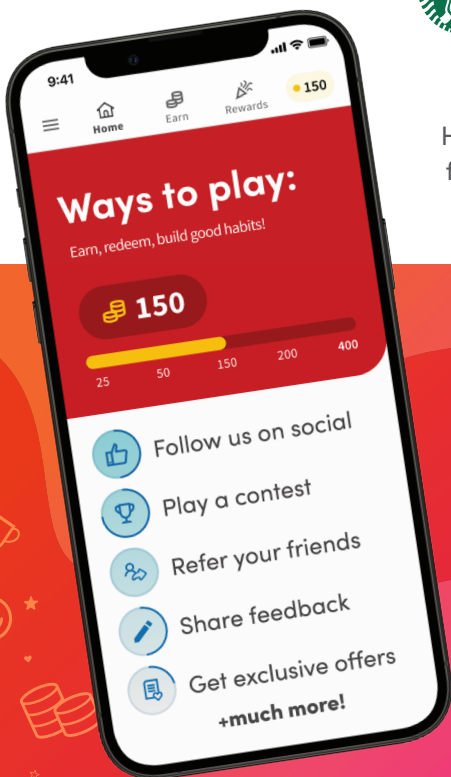 9:41
Home
Earn
Rewards
150
Ways to play:
Earn, redeem, build good habits!
150
25 50 150 200 400
Follow us on social
Play a contest
Refer your friends
Share feedback
Get exclusive offers
+much more!